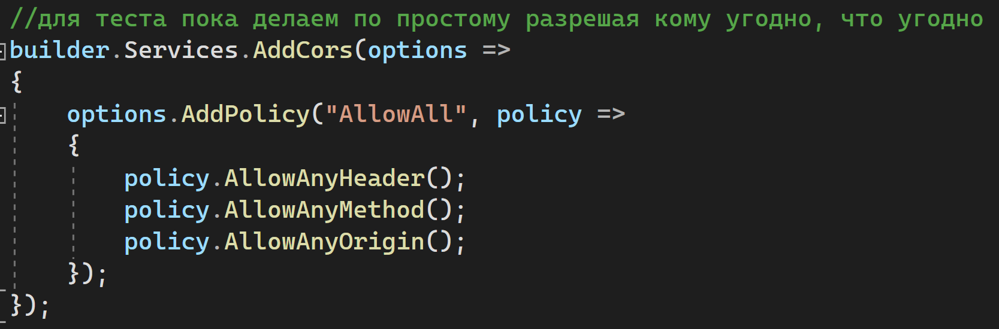 //для теста пока делаем по простому разрешая кому угодно, что угодно
builder.Services.AddCors(options =>
{
    options.AddPolicy("AllowAll", policy =>
    {
        policy.AllowAnyHeader();
        policy.AllowAnyMethod();
        policy.AllowAnyOrigin();
    });
});